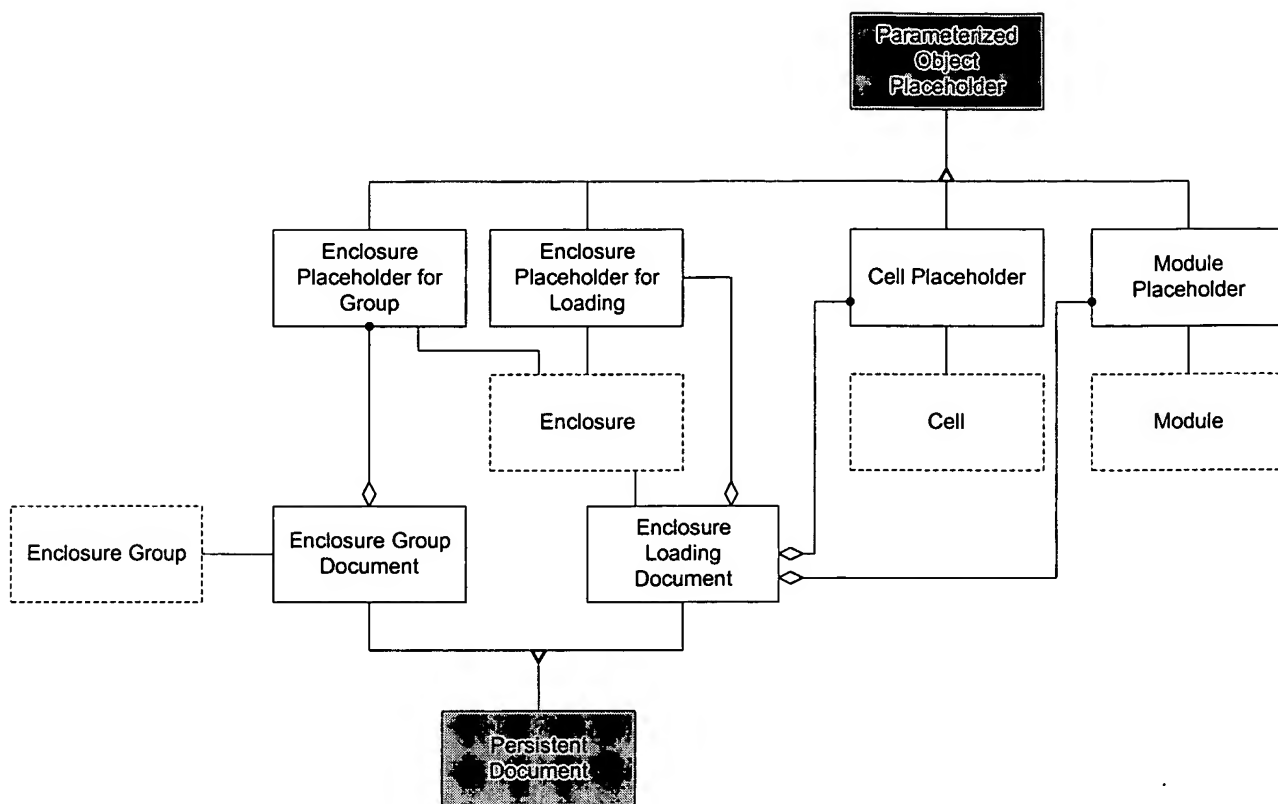 Parameterized
Object
Placeholder
Enclosure
Placeholder for
Group
Enclosure
Placeholder for
Loading
Cell Placeholder
Module
Placeholder
Enclosure
Cell
Module
Enclosure Group
Enclosure Group
Document
Enclosure
Loading
Document
Persistent
Document